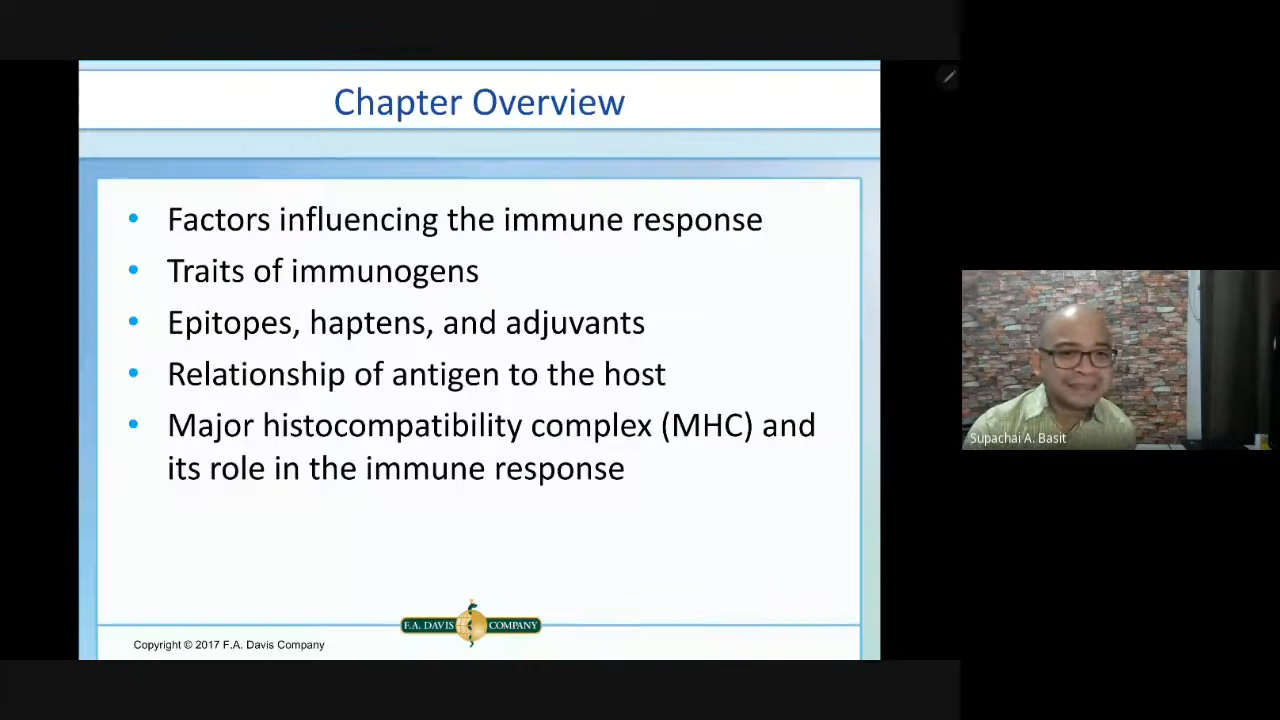 Chapter Overview
• Factors influencing the immune response
• Traits of immunogens
• Epitopes, haptens, and adjuvants
• Relationship of antigen to the host
• Major histocompatibility complex (MHC) and
its role in the immune response
Supachai A. Basit
F.A. DAVIS COMPANY
Copyright © 2017 F.A. Davis Company